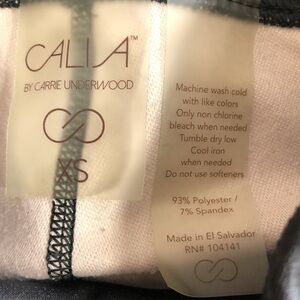 CALIA™
BY CARRIE UNDERWOOD
XS
Machine wash cold
with like colors
Only non chlorine
bleach when needed
Tumble dry low
Cool iron
when needed
Do not use softeners
93% Polyester /
7% Spandex
Made in El Salvador
RN# 104141